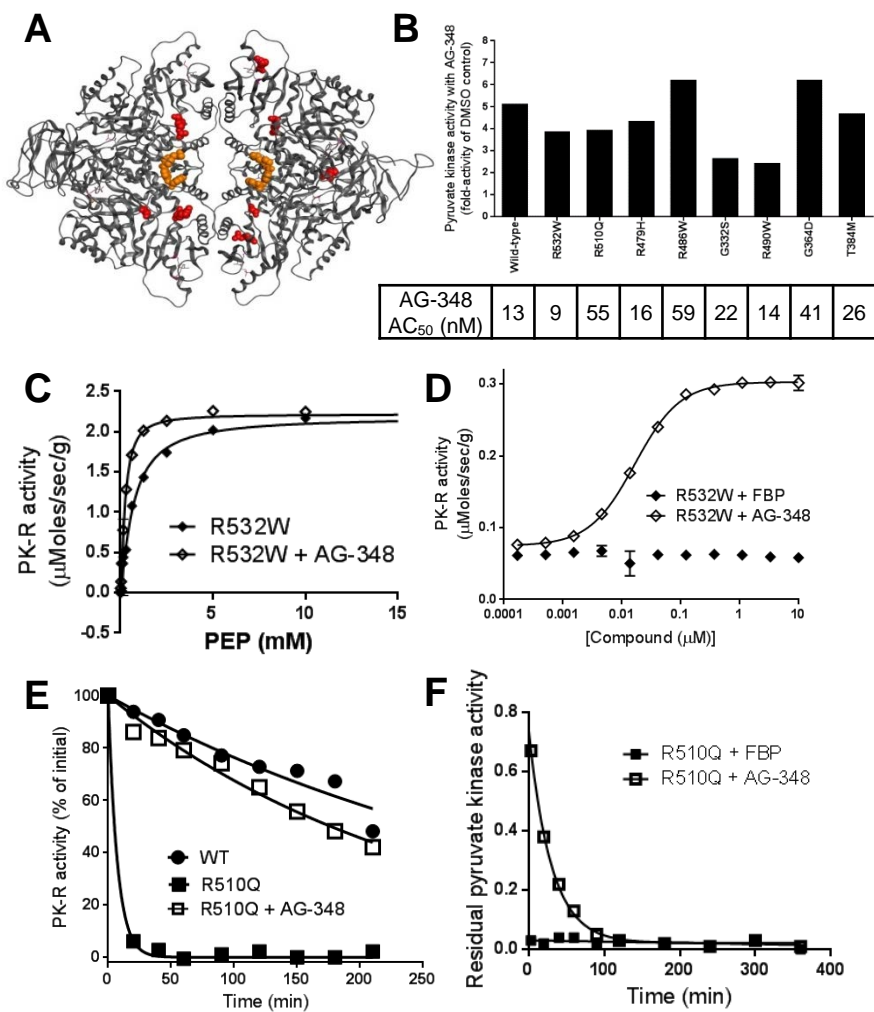 A
B
Pyruvate kinase activity with AG-348
(fold-activity of DMSO control)
8
7
6
5
4
3
2
1
0
Wild-type
R532W
R510Q
R479H
R486W
G332S
R490W
G364D
T384M
AG-348
AC50 (nM)
13
9
55
16
59
22
14
41
26
C
PK-R activity
(μMoles/sec/g)
2.5
2.0
1.5
1.0
0.5
0.0
-0.5
5
10
15
R532W
R532W + AG-348
PEP (mM)
D
PK-R activity
(μMoles/sec/g)
0.3
0.2
0.1
0.0
R532W + FBP
R532W + AG-348
0.0001
0.001
0.01
0.1
1
10
[Compound (μM)]
E
PK-R activity (% of initial)
100
80
60
40
20
0
WT
R510Q
R510Q + AG-348
0
50
100
150
200
250
Time (min)
F
Residual pyruvate kinase activity
0.8
0.6
0.4
0.2
0.0
R510Q + FBP
R510Q + AG-348
0
100
200
300
400
Time (min)